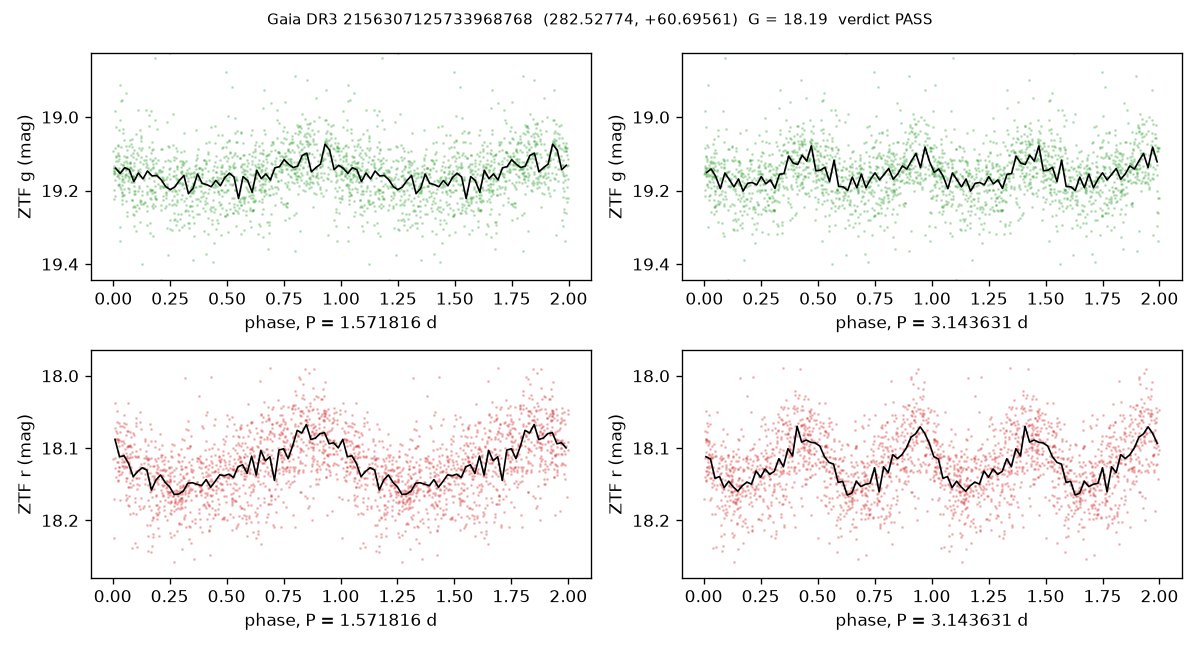 Gaia DR3 2156307125733968768 (282.52774, +60.69561) G = 18.19 verdict PASS
ZTF g (mag)
19.0
19.2
19.4
0.00 0.25 0.50 0.75 1.00 1.25 1.50 1.75 2.00
phase, P = 1.571816 d
ZTF g (mag)
19.0
19.2
19.4
0.00 0.25 0.50 0.75 1.00 1.25 1.50 1.75 2.00
phase, P = 3.143631 d
ZTF r (mag)
18.0
18.1
18.2
0.00 0.25 0.50 0.75 1.00 1.25 1.50 1.75 2.00
phase, P = 1.571816 d
ZTF r (mag)
18.0
18.1
18.2
0.00 0.25 0.50 0.75 1.00 1.25 1.50 1.75 2.00
phase, P = 3.143631 d